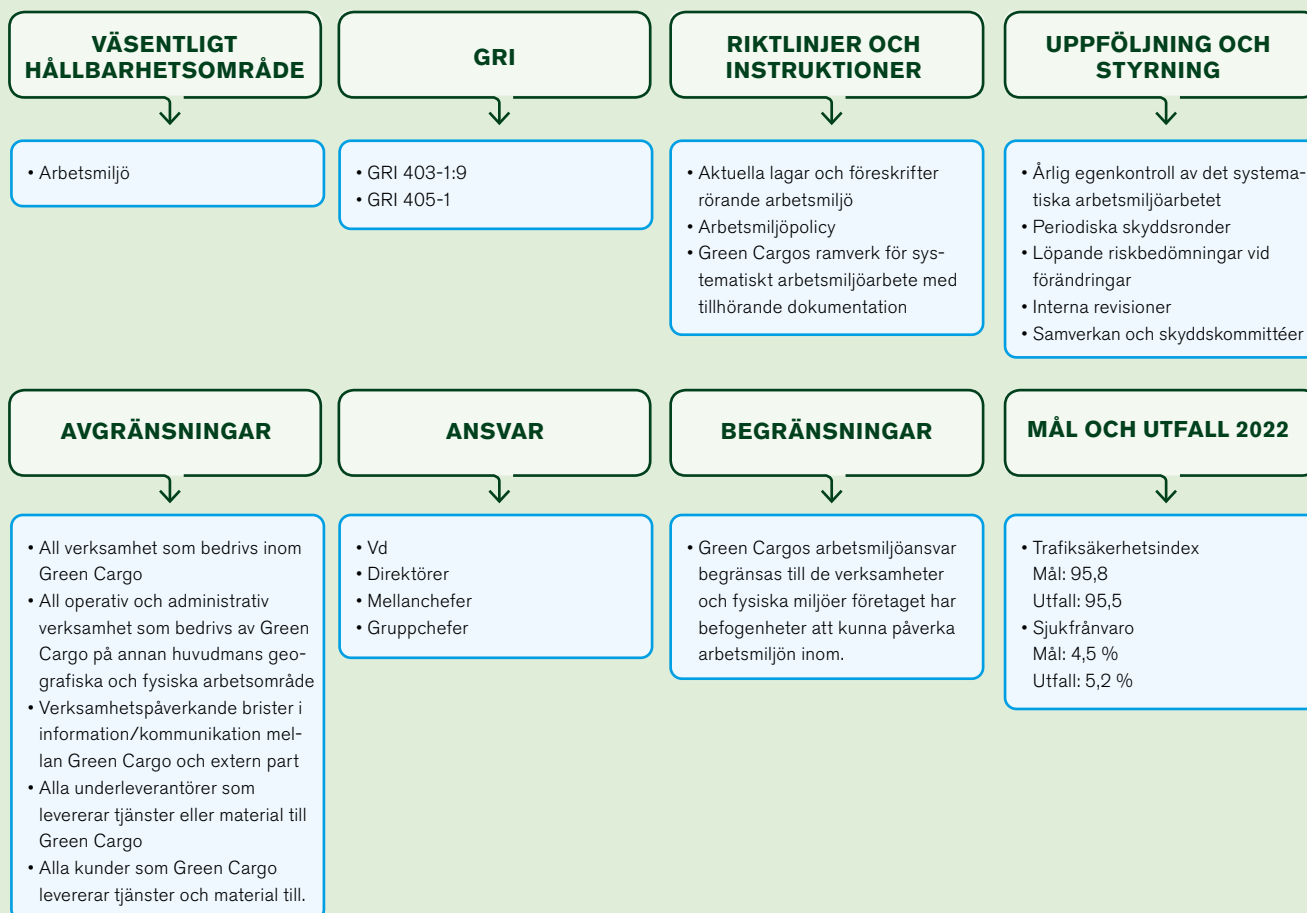 VÄSENTLIGT
HÅLLBARHETSOMRÅDE
• Arbetsmiljö
GRI
• GRI 403-1:9
• GRI 405-1
RIKTLINJER OCH
INSTRUKTIONER
• Aktuella lagar och föreskrifter
rörande arbetsmiljö
• Arbetsmiljöpolicy
• Green Cargos ramverk för sys-
tematiskt arbetsmiljöarbete med
tillhörande dokumentation
UPPFÖLJNING OCH
STYRNING
• Årlig egenkontroll av det systema-
tiska arbetsmiljöarbetet
• Periodiska skyddsronder
• Löpande riskbedömningar vid
förändringar
• Interna revisioner
• Samverkan och skyddskommittéer
AVGRÄNSNINGAR
• All verksamhet som bedrivs inom
Green Cargo
• All operativ och administrativ
verksamhet som bedrivs av Green
Cargo på annan huvudmans geo-
grafiska och fysiska arbetsområde
• Verksamhetspåverkande brister i
information/kommunikation mel-
lan Green Cargo och extern part
• Alla underleverantörer som
levererar tjänster eller material till
Green Cargo
• Alla kunder som Green Cargo
levererar tjänster och material till.
ANSVAR
• Vd
• Direktörer
• Mellanchefer
• Gruppchefer
BEGRÄNSNINGAR
• Green Cargos arbetsmiljöansvar
begränsas till de verksamheter
och fysiska miljöer företaget har
befogenheter att kunna påverka
arbetsmiljön inom.
MÅL OCH UTFALL 2022
• Trafiksäkerhetsindex
Mål: 95,8
Utfall: 95,5
• Sjukfrånvaro
Mål: 4,5 %
Utfall: 5,2 %